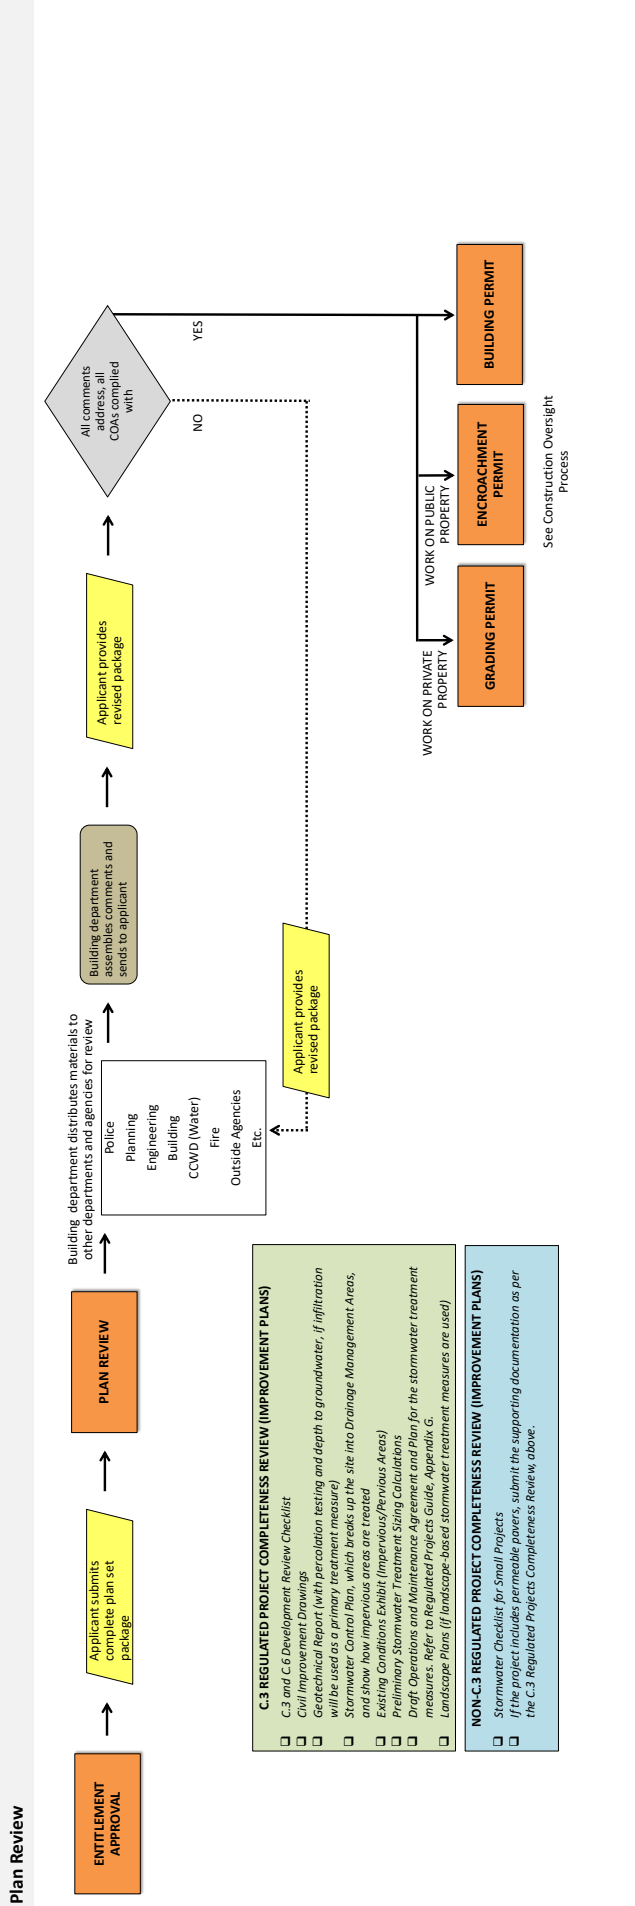 Plan Review
ENTITLEMENT
APPROVAL
Applicant submits
complete plan set
package
PLAN REVIEW
Building  department distributes materials to
other departments and agencies for review
Police
Planning
Engineering
Building
CCWD (Water)
Fire
Outside Agencies
Etc.
Building department
assembles comments and
sends to applicant
Applicant provides
revised package
All comments
address, all
COAs complied
with
YES
NO
Applicant provides
revised package
WORK ON PRIVATE
PROPERTY
WORK ON PUBLIC
PROPERTY
GRADING PERMIT
ENCROACHMENT
PERMIT
BUILDING PERMIT
See Construction Oversight
Process
C.3 REGULATED PROJECT COMPLETENESS REVIEW (IMPROVEMENT PLANS)
❑ C.3 and C.6 Development Review Checklist
❑ Civil Improvement Drawings
❑ Geotechnical Report (with percolation testing and depth to groundwater, if infiltration
will be used as a primary treatment measure)
❑ Stormwater Control Plan, which breaks up the site into Drainage Management Areas,
and show how impervious areas are treated
❑ Existing Conditions Exhibit (Impervious/Pervious Areas)
❑ Preliminary Stormwater Treatment Sizing Calculations
❑ Draft Operations and Maintenance Agreement and Plan for the stormwater treatment
measures. Refer to Regulated Projects Guide, Appendix G.
❑ Landscape Plans (if landscape-based stormwater treatment measures are used)
NON-C.3 REGULATED PROJECT COMPLETENESS REVIEW (IMPROVEMENT PLANS)
❑ Stormwater Checklist for Small Projects
❑ If the project includes permeable pavers, submit the supporting documentation as per
the C.3 Regulated Projects Completeness Review, above.